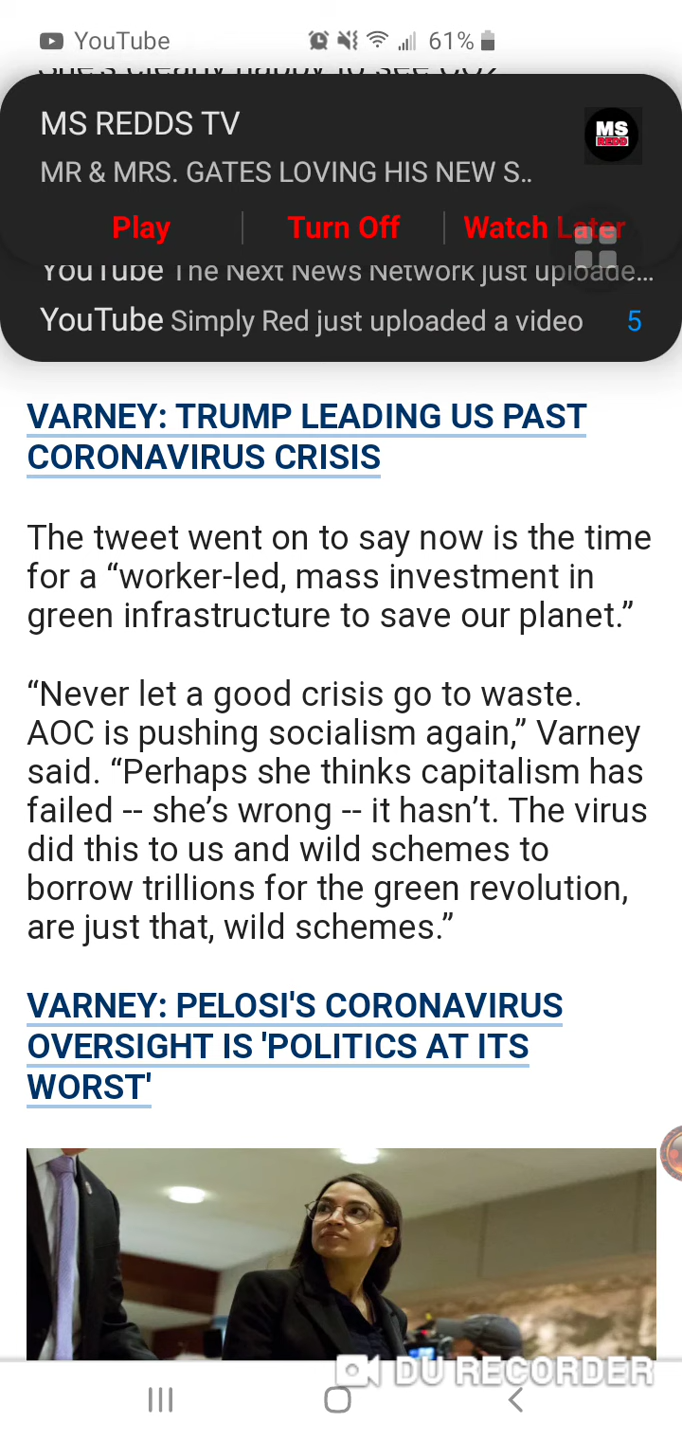 YouTube
61%
MS REDDS TV
MS
REDD
MR & MRS. GATES LOVING HIS NEW S..
Play
Turn Off
Watch Later
YouTube The Next News Network just uploade...
YouTube Simply Red just uploaded a video 5
VARNEY: TRUMP LEADING US PAST
CORONAVIRUS CRISIS
The tweet went on to say now is the time
for a “worker-led, mass investment in
green infrastructure to save our planet.”
“Never let a good crisis go to waste.
AOC is pushing socialism again,” Varney
said. “Perhaps she thinks capitalism has
failed -- she’s wrong -- it hasn’t. The virus
did this to us and wild schemes to
borrow trillions for the green revolution,
are just that, wild schemes.”
VARNEY: PELOSI'S CORONAVIRUS
OVERSIGHT IS 'POLITICS AT ITS
WORST'
DU RECORDER